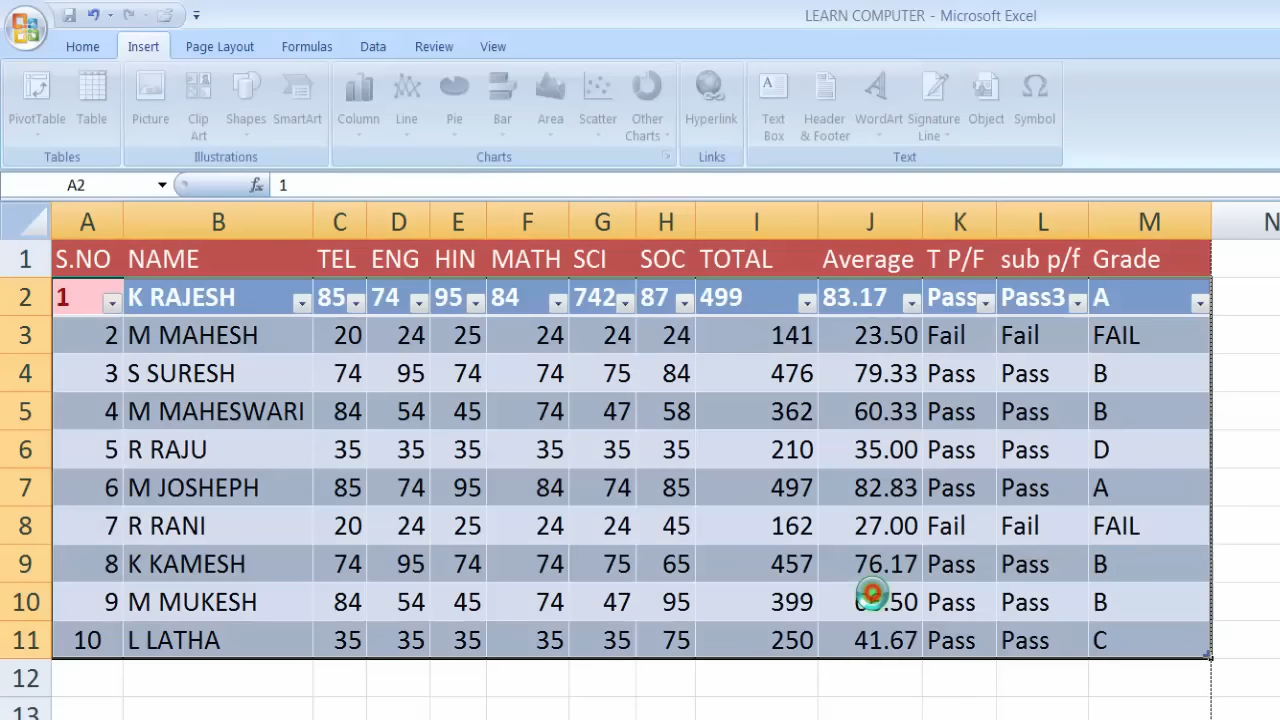 LEARN COMPUTER - Microsoft Excel
Home Insert Page Layout Formulas Data Review View
PivotTable Table Picture Clip Art Shapes SmartArt Column Line Pie Bar Area Scatter Other Charts Hyperlink Text Box Header & Footer WordArt Signature Line Object Symbol
Tables Illustrations Charts Links Text
A2 fx 1
A B C D E F G H I J K L M N
1 S.NO NAME TEL ENG HIN MATH SCI SOC TOTAL Average T P/F sub p/f Grade
2 1 K RAJESH 85 74 95 84 742 87 499 83.17 Pass Pass3 A
3 2 M MAHESH 20 24 25 24 24 24 141 23.50 Fail Fail FAIL
4 3 S SURESH 74 95 74 74 75 84 476 79.33 Pass Pass B
5 4 M MAHESWARI 84 54 45 74 47 58 362 60.33 Pass Pass B
6 5 R RAJU 35 35 35 35 35 35 210 35.00 Pass Pass D
7 6 M JOSHEPH 85 74 95 84 74 85 497 82.83 Pass Pass A
8 7 R RANI 20 24 25 24 24 45 162 27.00 Fail Fail FAIL
9 8 K KAMESH 74 95 74 74 75 65 457 76.17 Pass Pass B
10 9 M MUKESH 84 54 45 74 47 95 399 Pass Pass B
11 10 L LATHA 35 35 35 35 35 75 250 41.67 Pass Pass C
12
13